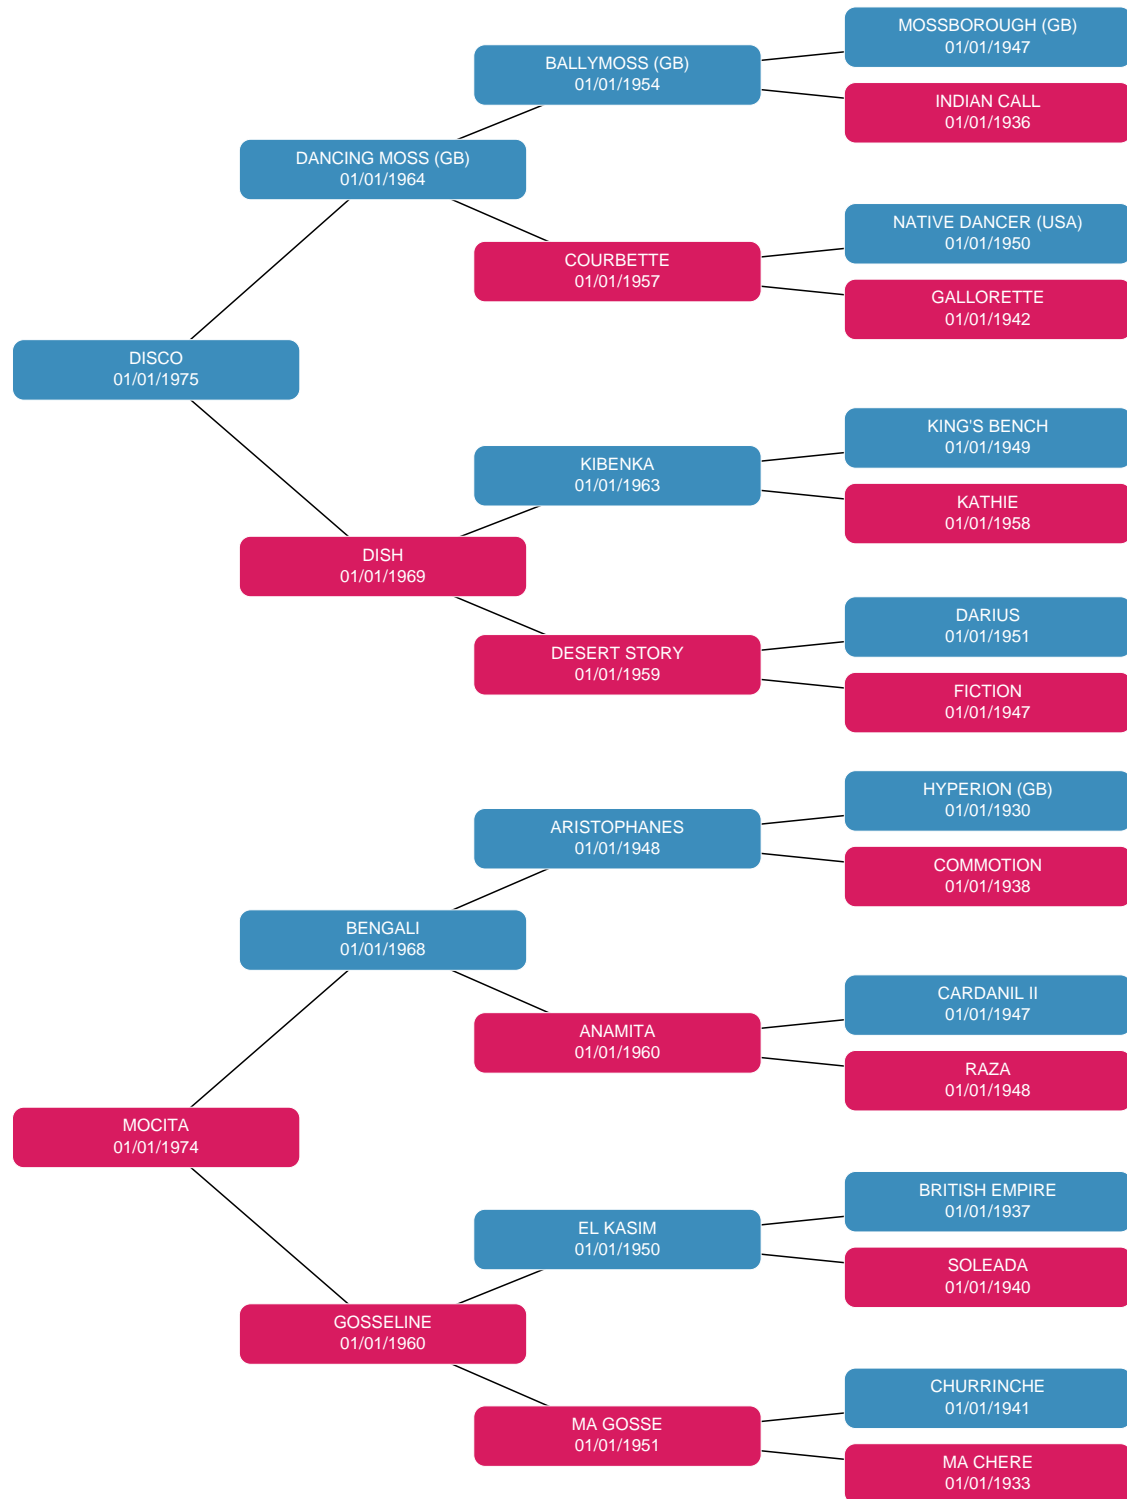 MOSSBOROUGH (GB)
01/01/1947
BALLYMOSS (GB)
01/01/1954
INDIAN CALL
01/01/1936
DANCING MOSS (GB)
01/01/1964
NATIVE DANCER (USA)
01/01/1950
COURBETTE
01/01/1957
GALLORETTE
01/01/1942
DISCO
01/01/1975
KING'S BENCH
01/01/1949
KIBENKA
01/01/1963
KATHIE
01/01/1958
DISH
01/01/1969
DARIUS
01/01/1951
DESERT STORY
01/01/1959
FICTION
01/01/1947
HYPERION (GB)
01/01/1930
ARISTOPHANES
01/01/1948
COMMOTION
01/01/1938
BENGALI
01/01/1968
CARDANIL II
01/01/1947
ANAMITA
01/01/1960
RAZA
01/01/1948
MOCITA
01/01/1974
BRITISH EMPIRE
01/01/1937
EL KASIM
01/01/1950
SOLEADA
01/01/1940
GOSSELINE
01/01/1960
CHURRINCHE
01/01/1941
MA GOSSE
01/01/1951
MA CHERE
01/01/1933